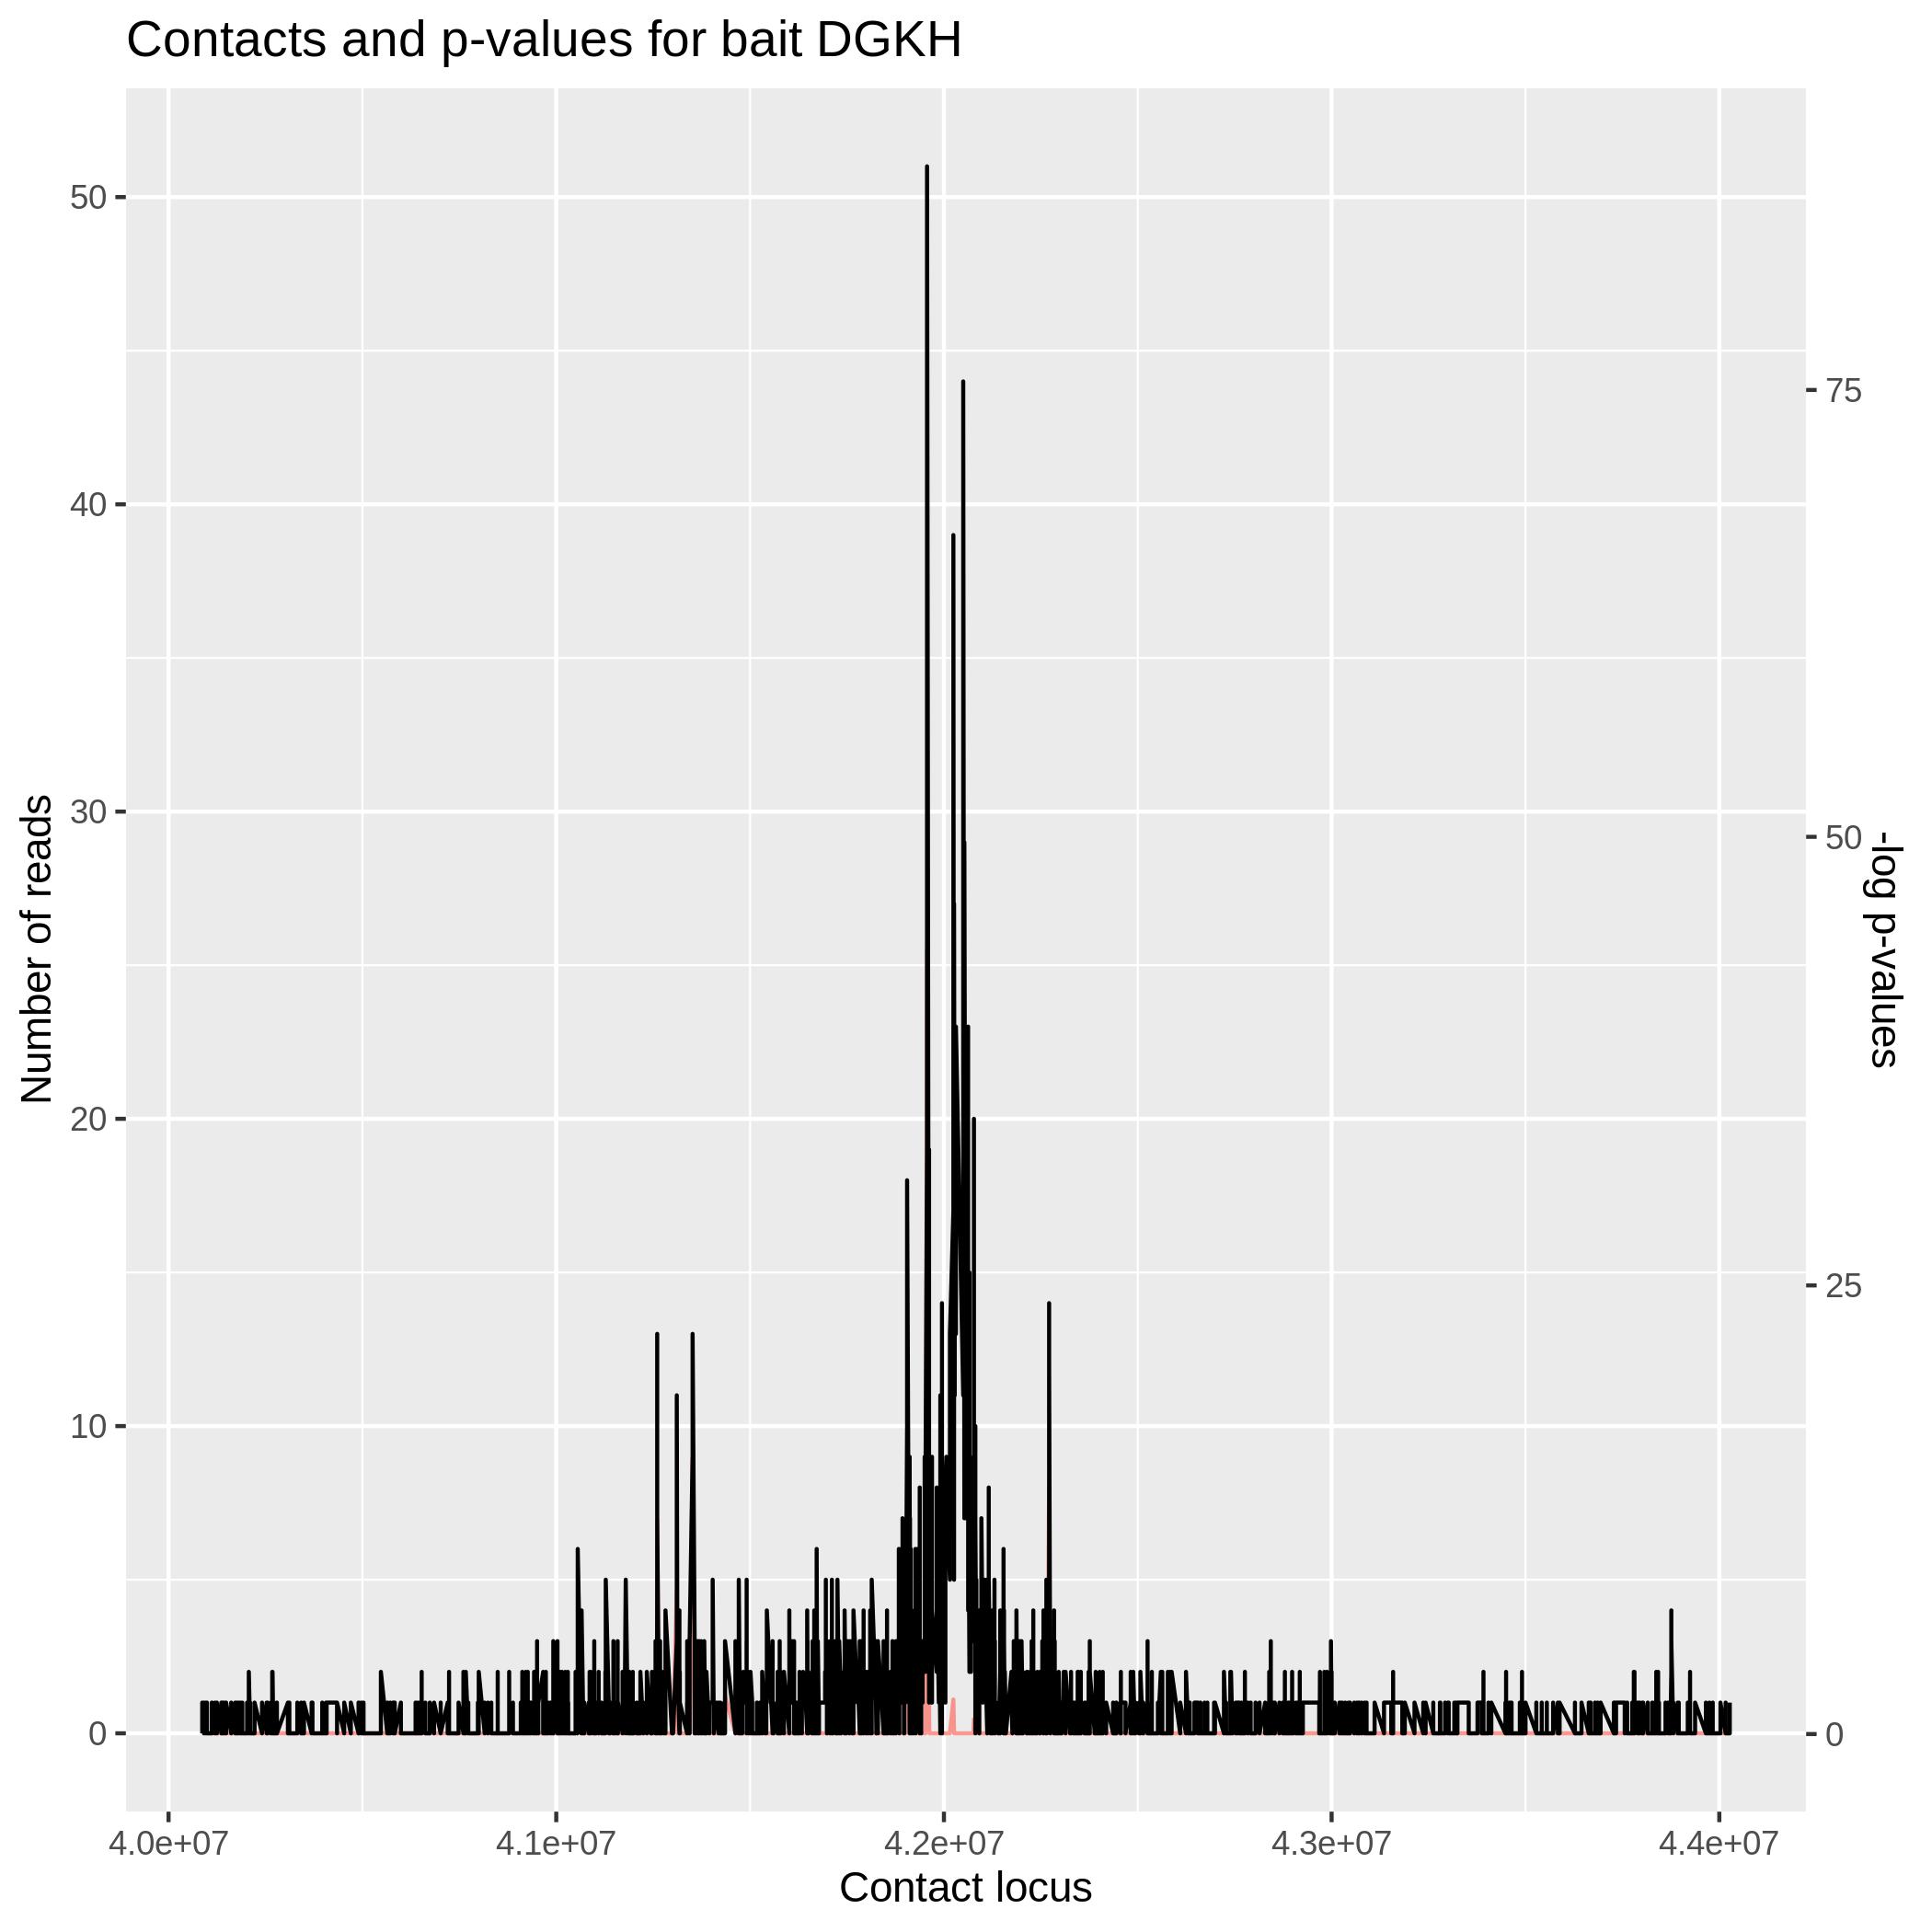 Contacts and p-values for bait DGKH
50
40
30
20
10
0
Number of reads
75
50
25
0
-log p-values
4.0e+07 4.1e+07 4.2e+07 4.3e+07 4.4e+07
Contact locus